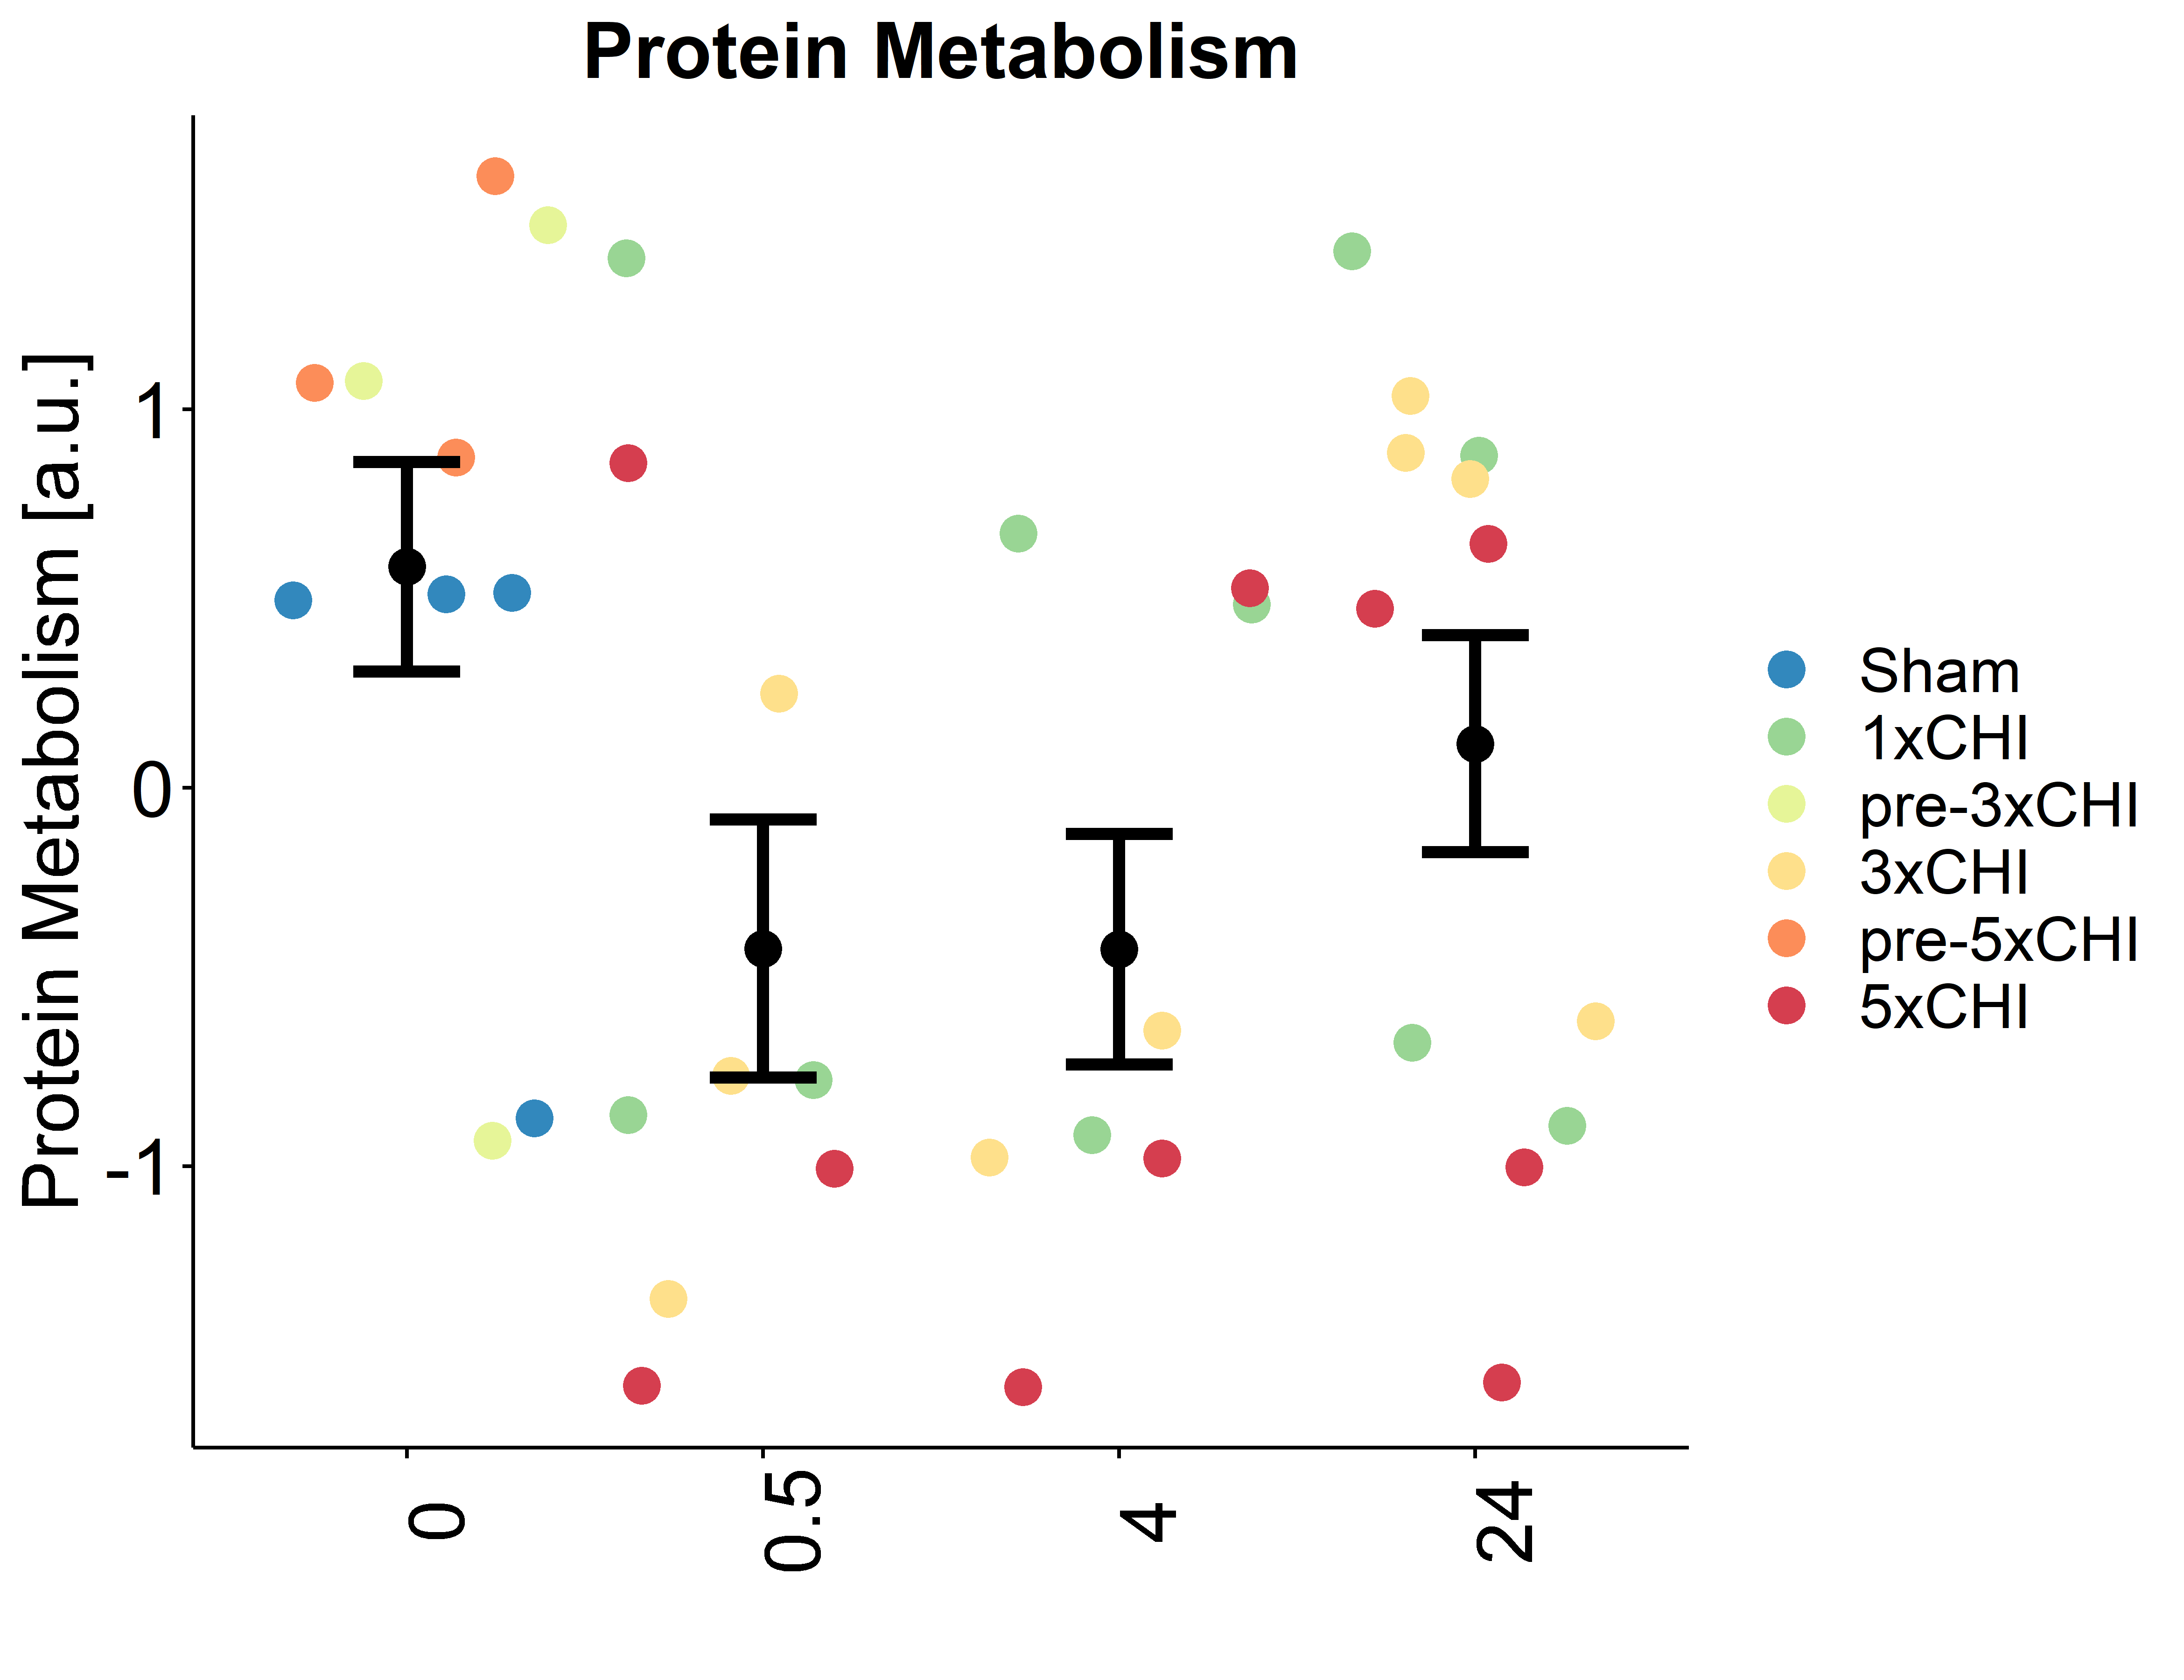 Protein Metabolism
Protein Metabolism [a.u.]
1
0
-1
0
0.5
4
24
Sham
1xCHI
pre-3xCHI
3xCHI
pre-5xCHI
5xCHI